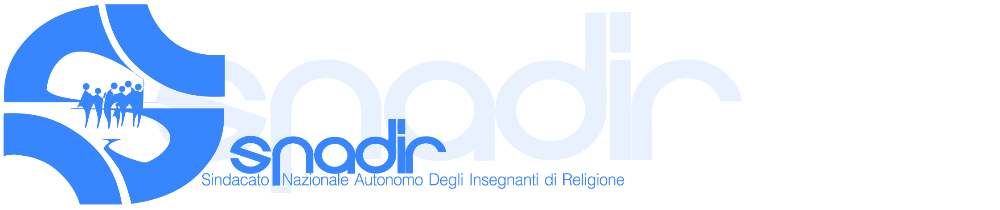 snadir
snadir
Sindacato Nazionale Autonomo Degli Insegnanti di Religione